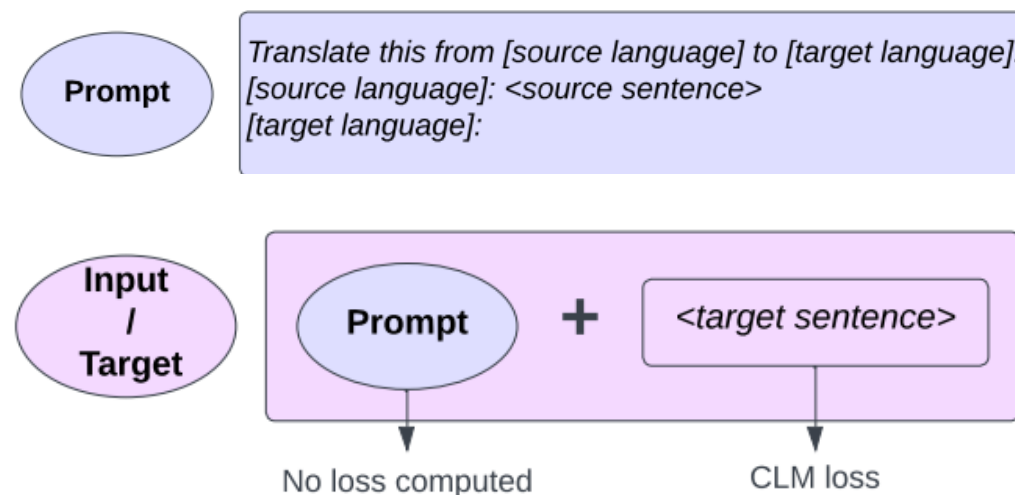 Prompt
Translate this from [source language] to [target language]:
[source language]: <source sentence>
[target language]:
Input
/
Target
Prompt
+
<target sentence>
No loss computed
CLM loss